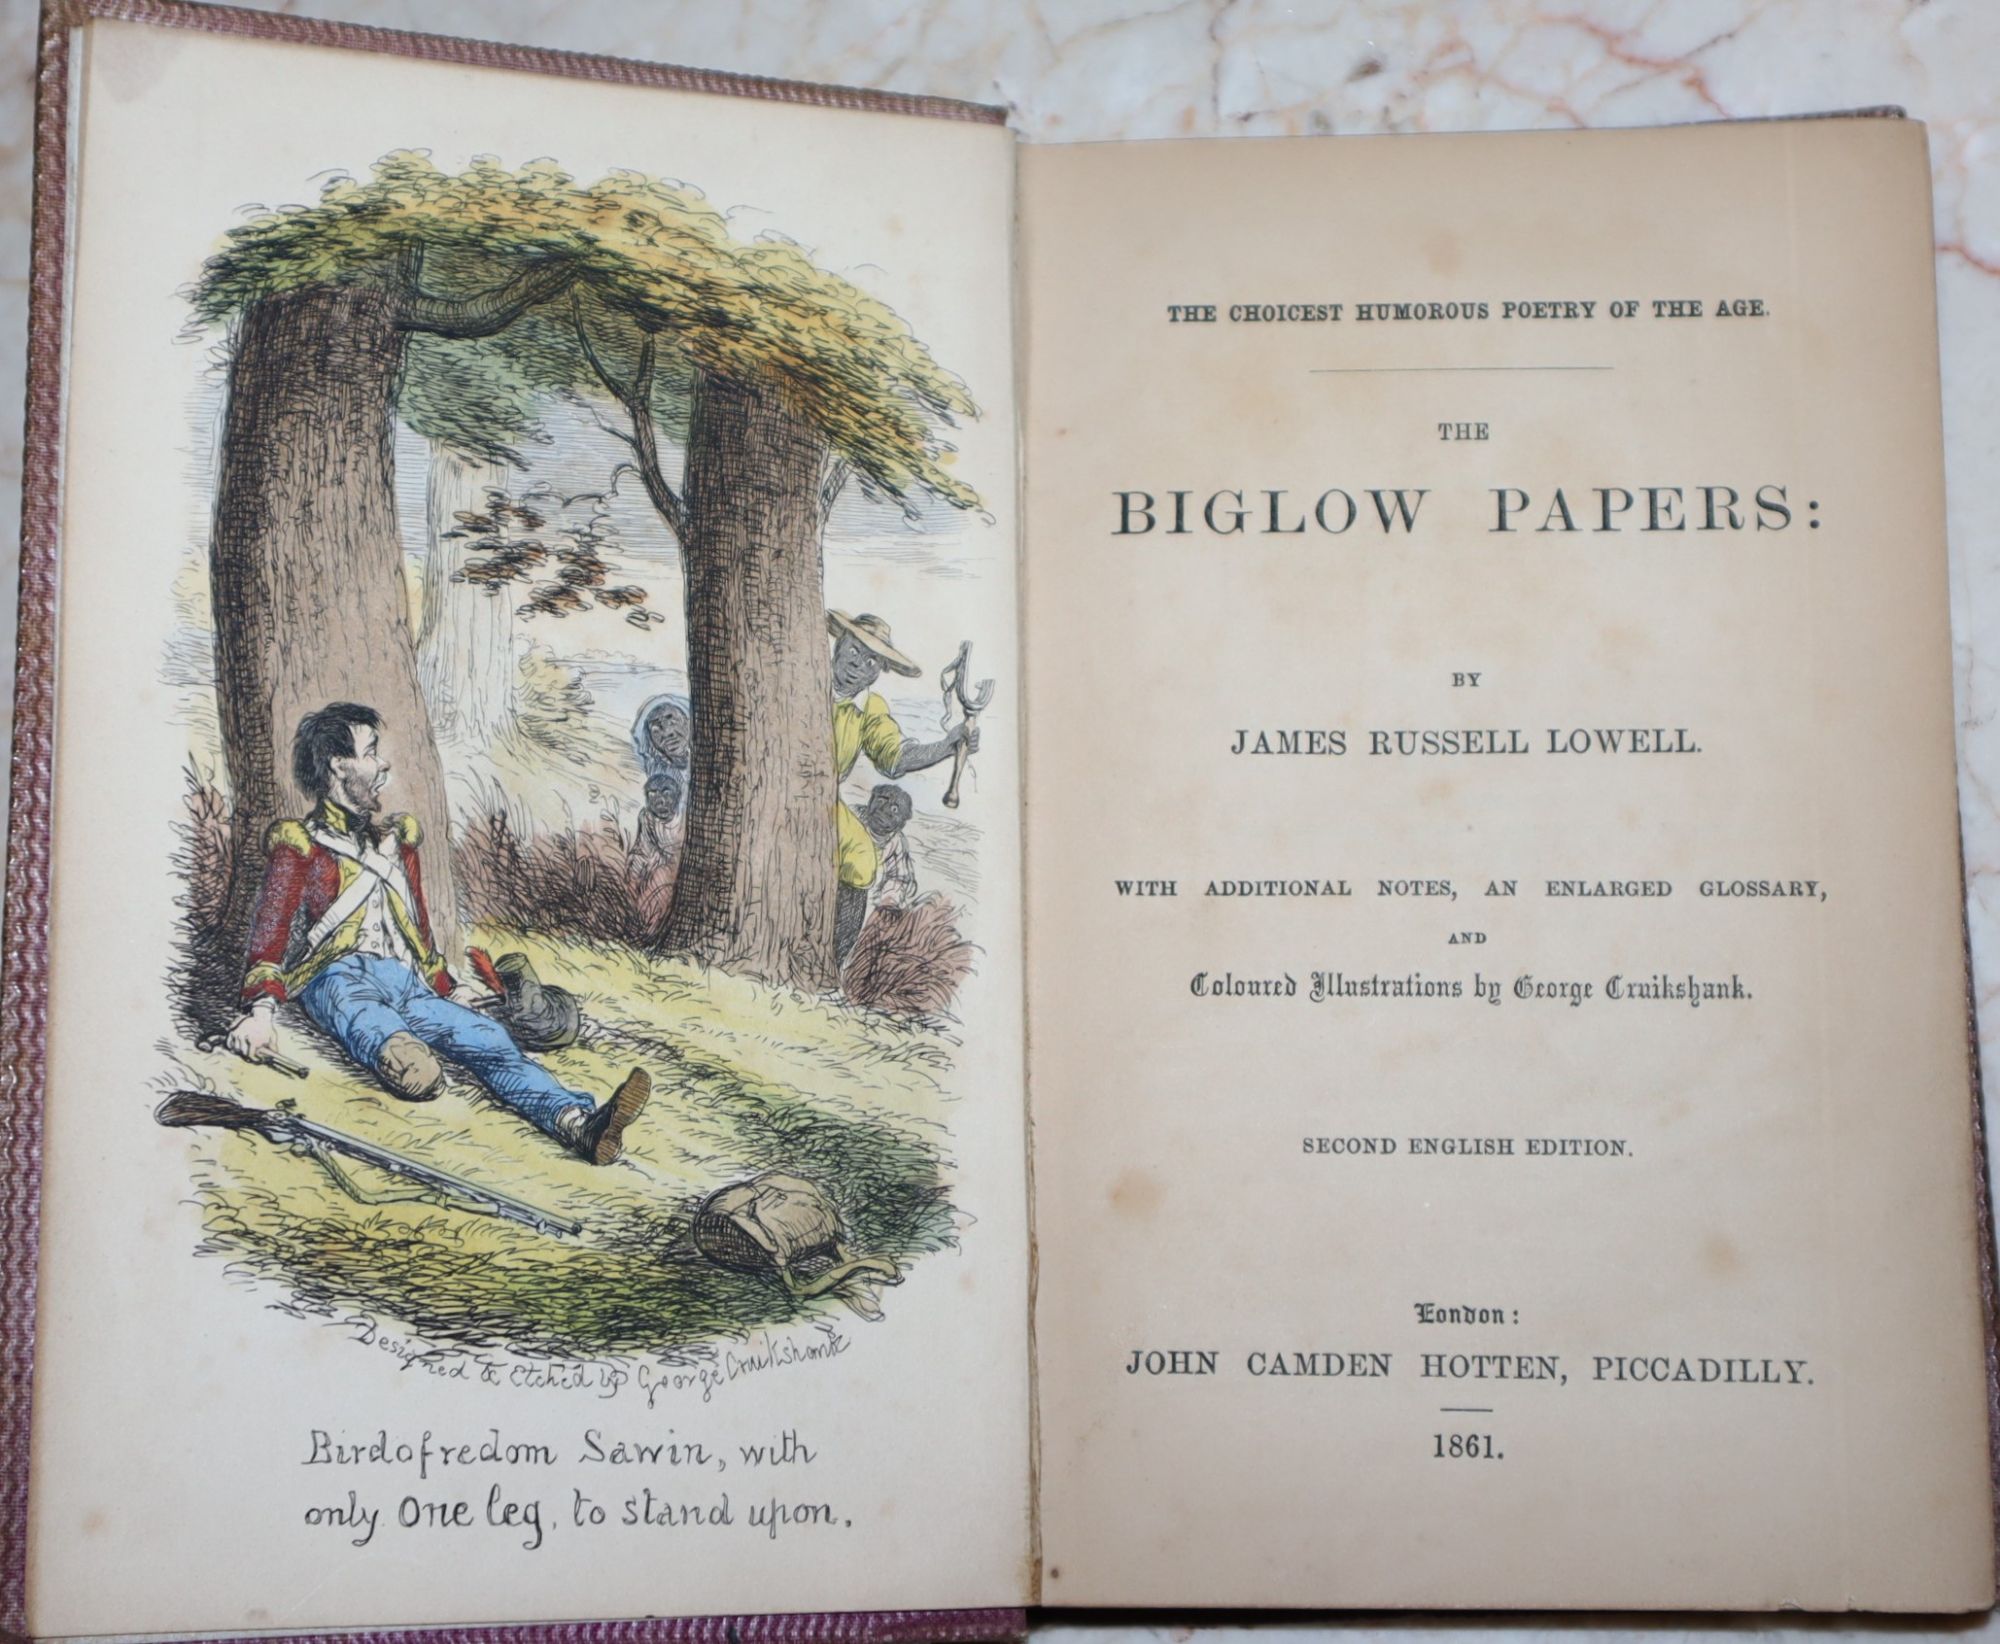 Designed & Etched by George Cruikshank
Birdofredom Sawin, with
only one leg, to stand upon.
THE CHOICEST HUMOROUS POETRY OF THE AGE.
THE
BIGLOW PAPERS:
BY
JAMES RUSSELL LOWELL.
WITH ADDITIONAL NOTES, AN ENLARGED GLOSSARY,
AND
Coloured Illustrations by George Cruikshank.
SECOND ENGLISH EDITION.
London:
JOHN CAMDEN HOTTEN, PICCADILLY.
1861.